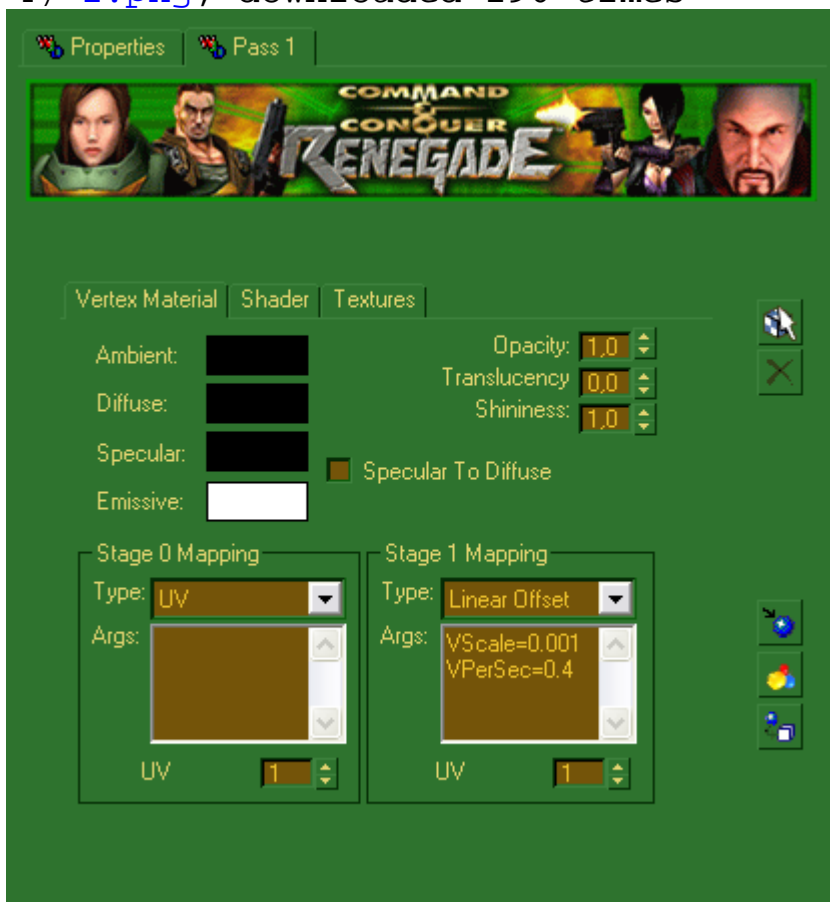 Properties
Pass 1
COMMAND
&
CONQUER
RENEGADE
Vertex Material
Shader
Textures
Ambient:
Opacity: 1,0
Translucency 0,0
Diffuse:
Shininess: 1,0
Specular:
Specular To Diffuse
Emissive:
Stage 0 Mapping
Stage 1 Mapping
Type: UV
Type: Linear Offset
Args:
Args: VScale=0.001
VPerSec=0.4
UV 1
UV 1